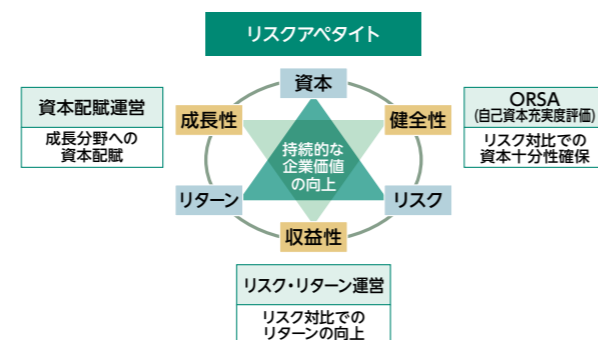 リスクアペタイト
資本
資本配賦運営
成長分野への
資本配賦
成長性
健全性
ORSA
(自己資本充実度評価)
リスク対比での
資本十分性確保
持続的な
企業価値
の向上
リターン
リスク
収益性
リスク・リターン運営
リスク対比での
リターンの向上